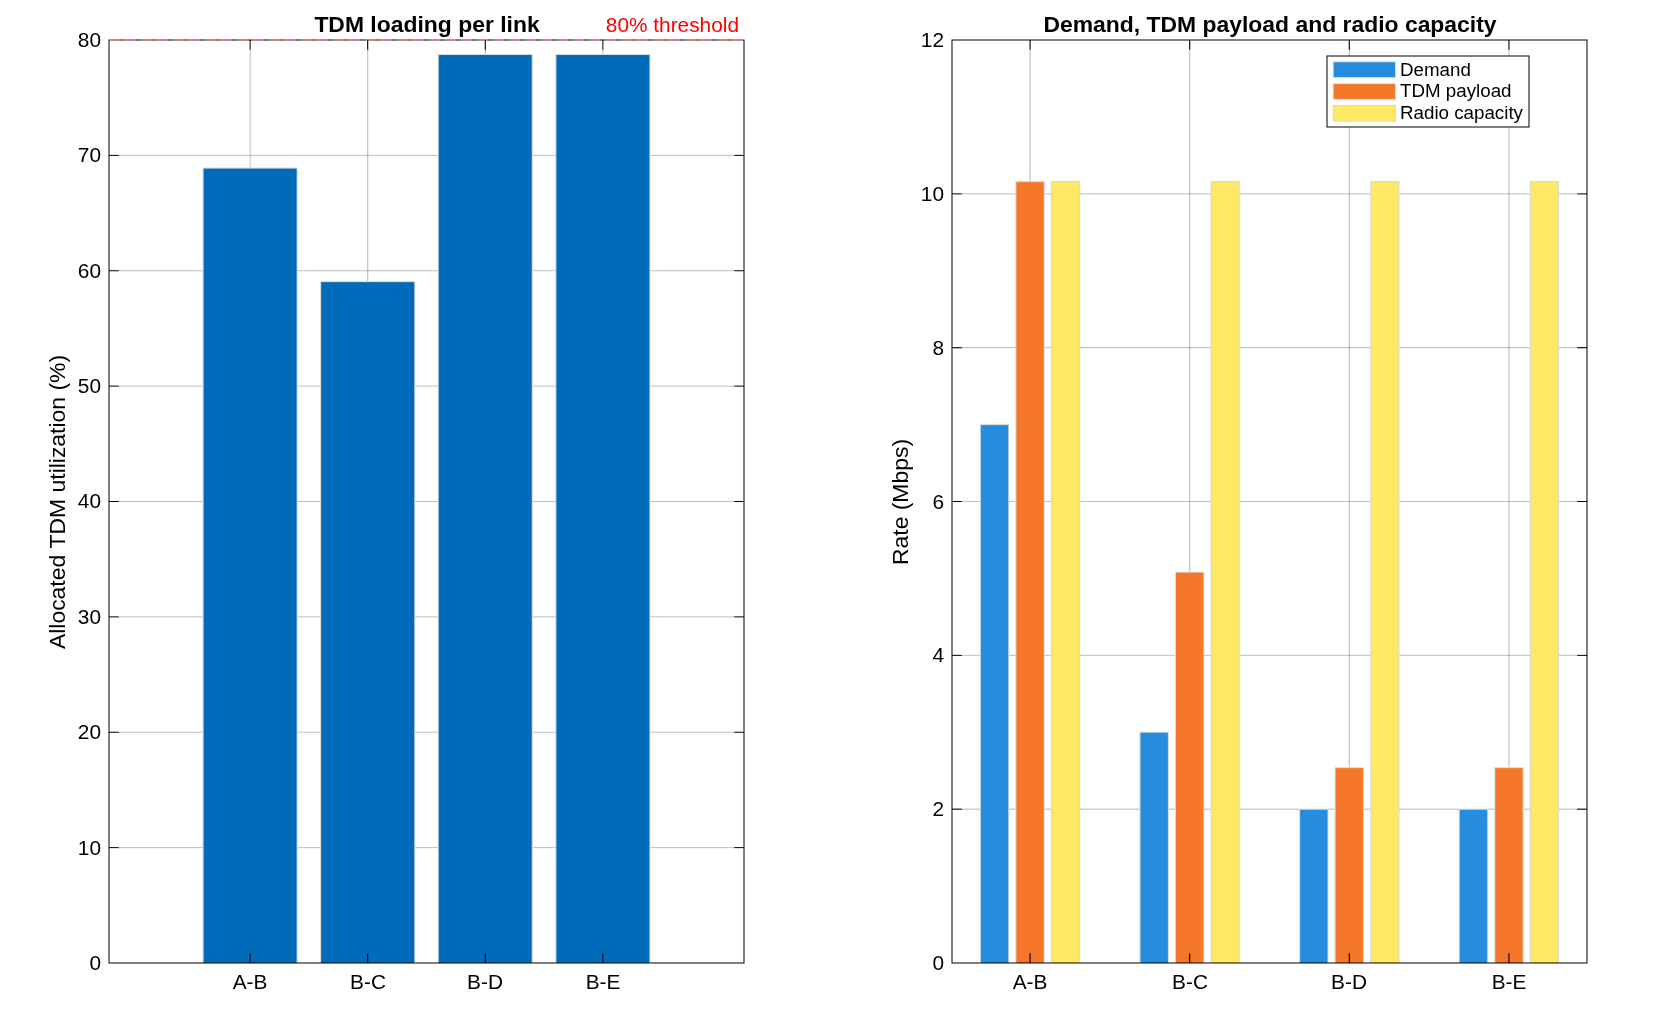 TDM loading per link
80% threshold
80
70
60
50
40
30
20
10
0
Allocated TDM utilization (%)
A-B B-C B-D B-E
Demand, TDM payload and radio capacity
12
10
8
6
4
2
0
Rate (Mbps)
Demand
TDM payload
Radio capacity
A-B B-C B-D B-E